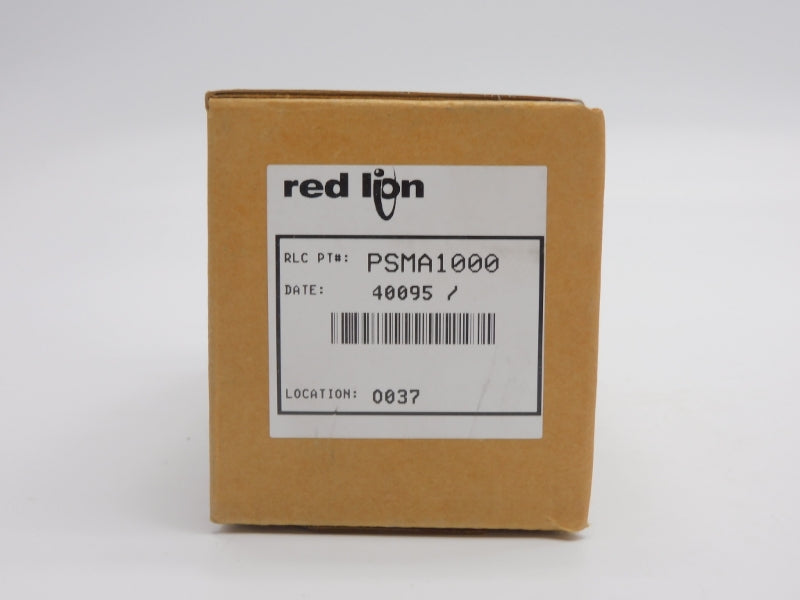 red lion
RLC PT#: PSMA1000
DATE: 40095 /
LOCATION: 0037